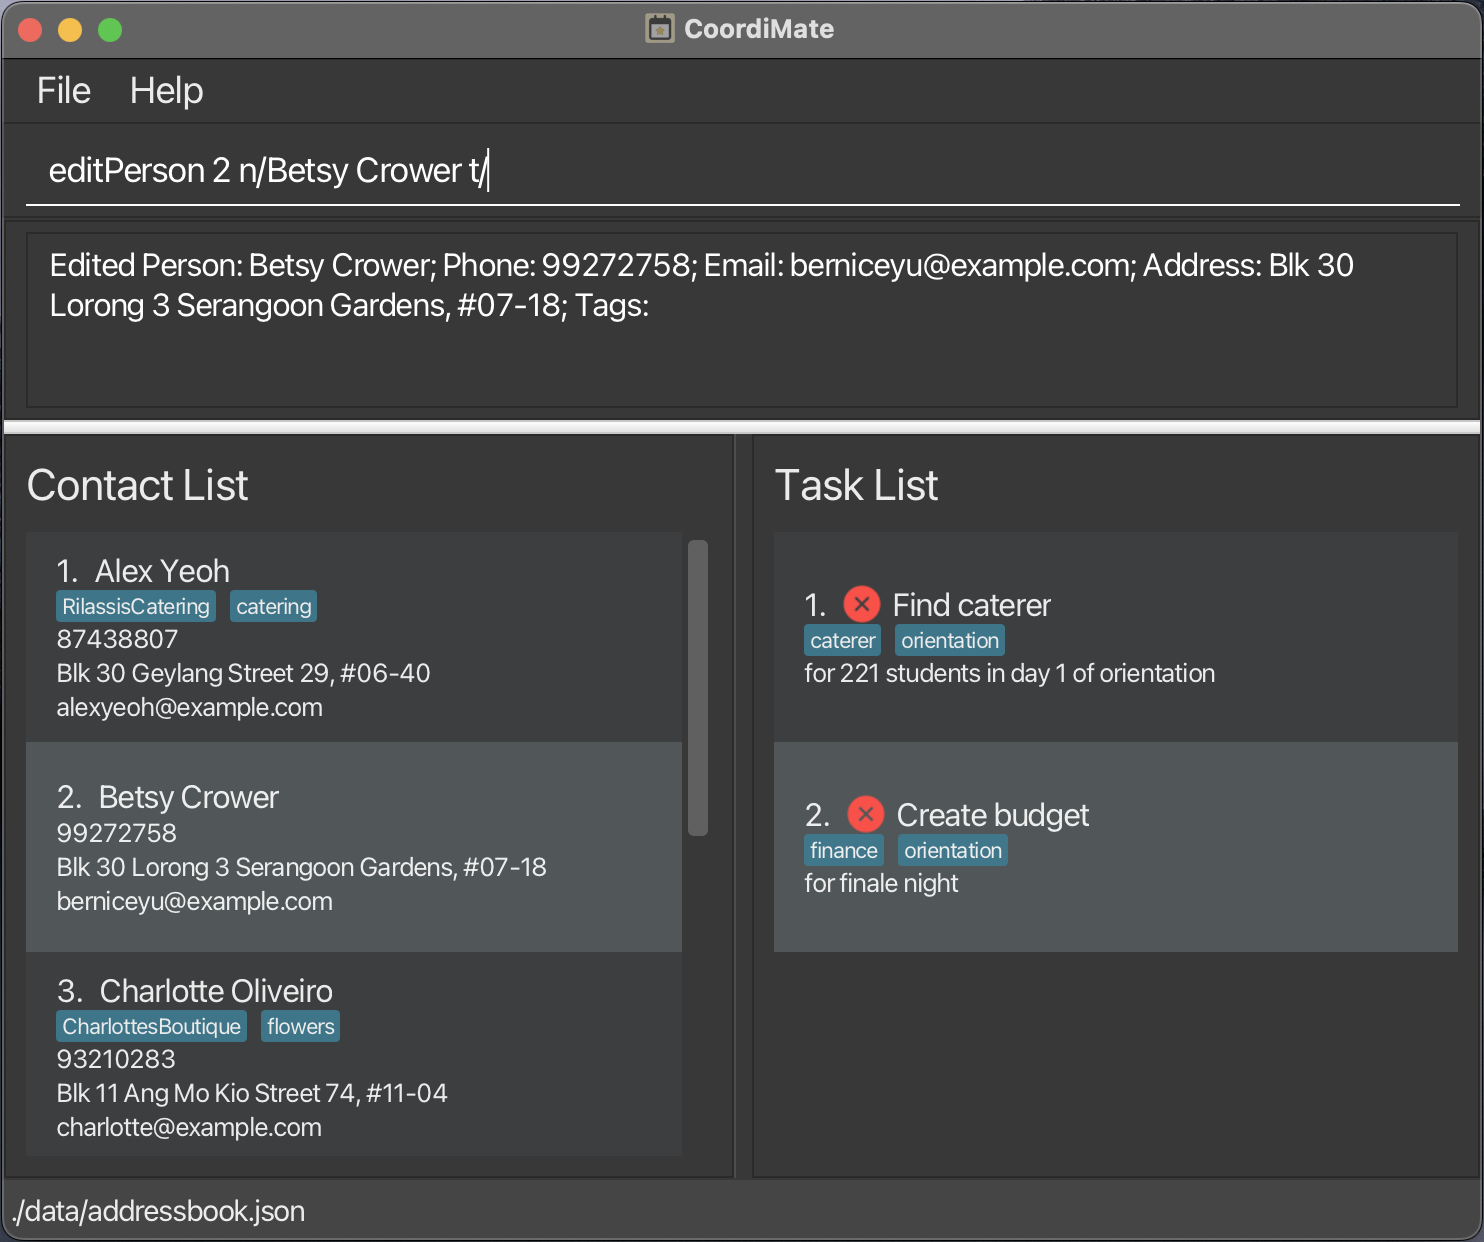 CoordiMate
File Help
editPerson 2 n/Betsy Crower t/
Edited Person: Betsy Crower; Phone: 99272758; Email: berniceyu@example.com; Address: Blk 30
Lorong 3 Serangoon Gardens, #07-18; Tags:
Contact List
1. Alex Yeoh
RilassisCatering catering
87438807
Blk 30 Geylang Street 29, #06-40
alexyeoh@example.com
2. Betsy Crower
99272758
Blk 30 Lorong 3 Serangoon Gardens, #07-18
berniceyu@example.com
3. Charlotte Oliveiro
CharlottesBoutique flowers
93210283
Blk 11 Ang Mo Kio Street 74, #11-04
charlotte@example.com
Task List
1. Find caterer
caterer orientation
for 221 students in day 1 of orientation
2. Create budget
finance orientation
for finale night
./data/addressbook.json